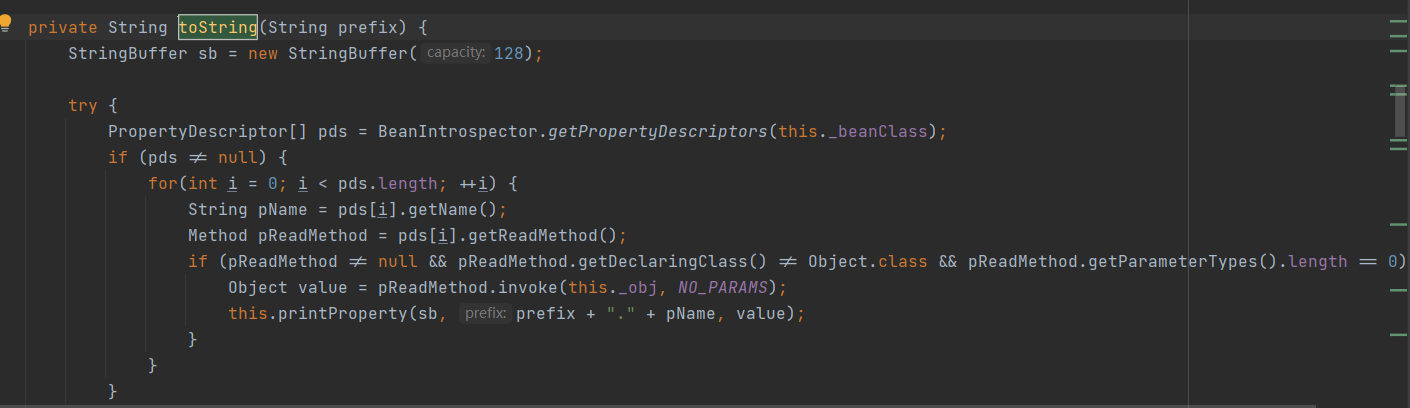 private String toString(String prefix) {
StringBuffer sb = new StringBuffer( capacity: 128);
try {
PropertyDescriptor[] pds = BeanIntrospector.getPropertyDescriptors(this._beanClass);
if (pds != null) {
for(int i = 0; i < pds.length; ++i) {
String pName = pds[i].getName();
Method pReadMethod = pds[i].getReadMethod();
if (pReadMethod != null && pReadMethod.getDeclaringClass() != Object.class && pReadMethod.getParameterTypes().length == 0)
Object value = pReadMethod.invoke(this._obj, NO_PARAMS);
this.printProperty(sb, prefix: prefix + "." + pName, value);
}
}
}